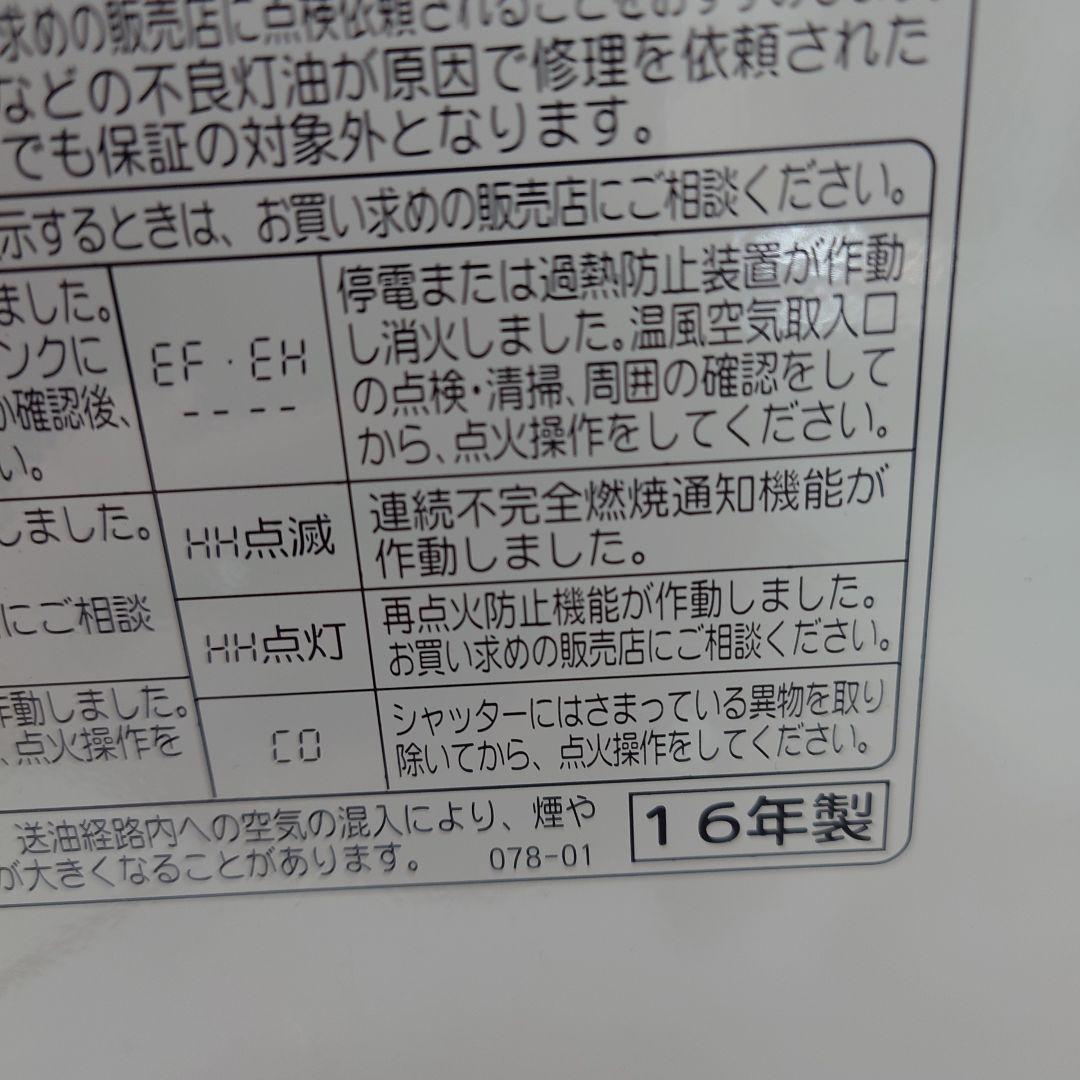 求めの販売店に点検依頼されることをおすすめします
などの不良灯油が原因で修理を依頼された
でも保証の対象外となります。
示するときは、お買い求めの販売店にご相談ください。
ました。
ンクに
確認後、
い。
EF・EH
----
停電または過熱防止装置が作動
し消火しました。温風空気取入口
の点検・清掃、周囲の確認をして
から、点火操作をしてください。
しました。
にご相談
HH点滅
連続不完全燃焼通知機能が
作動しました。
HH点灯
再点火防止機能が作動しました。
お買い求めの販売店にご相談ください。
作動しました。
、点火操作を
CO
シャッターにはさまっている異物を取り
除いてから、点火操作をしてください。
送油経路内への空気の混入により、煙や
が大きくなることがあります。 078-01
16年製